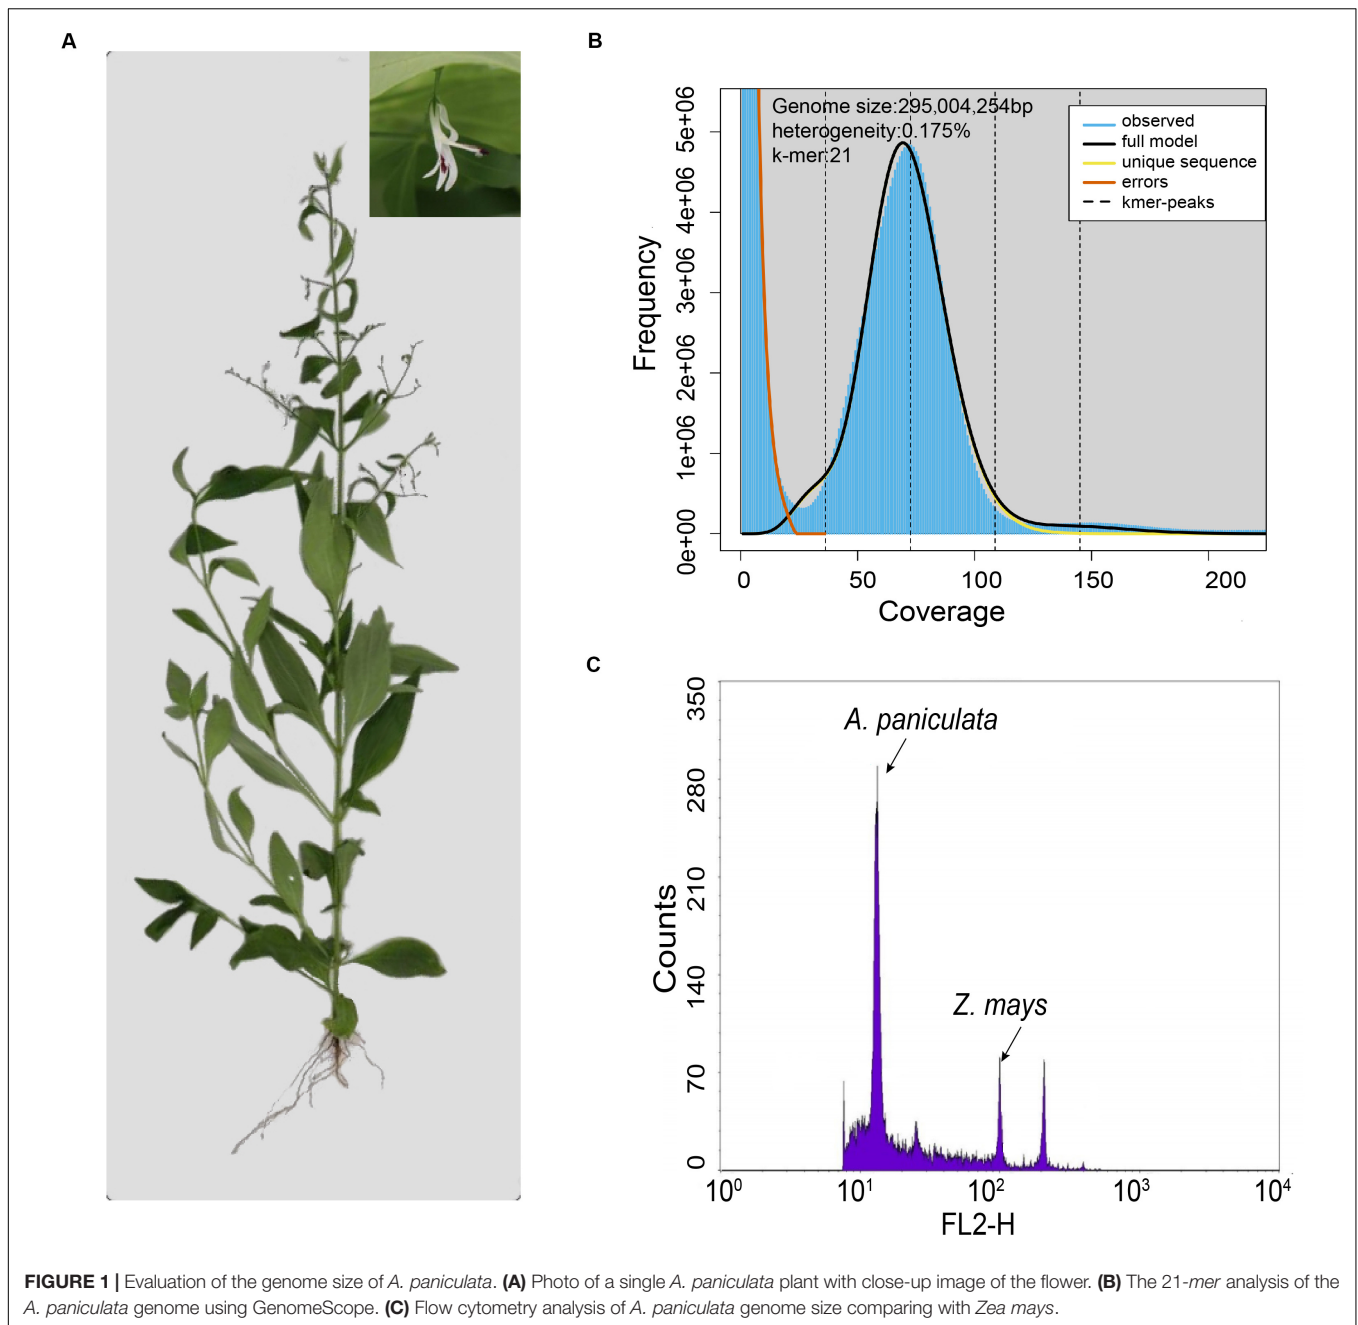 A
B
Genome size:295,004,254bp
heterogeneity:0.175%
k-mer:21
observed
full model
unique sequence
errors
kmer-peaks
Frequency
0e+00 1e+06 2e+06 3e+06 4e+06 5e+06
0 50 100 150 200
Coverage
C
A. paniculata
Z. mays
Counts
0 70 140 210 280 350
10⁰ 10¹ 10² 10³ 10⁴
FL2-H
FIGURE 1 | Evaluation of the genome size of A. paniculata. (A) Photo of a single A. paniculata plant with close-up image of the flower. (B) The 21-mer analysis of the
A. paniculata genome using GenomeScope. (C) Flow cytometry analysis of A. paniculata genome size comparing with Zea mays.